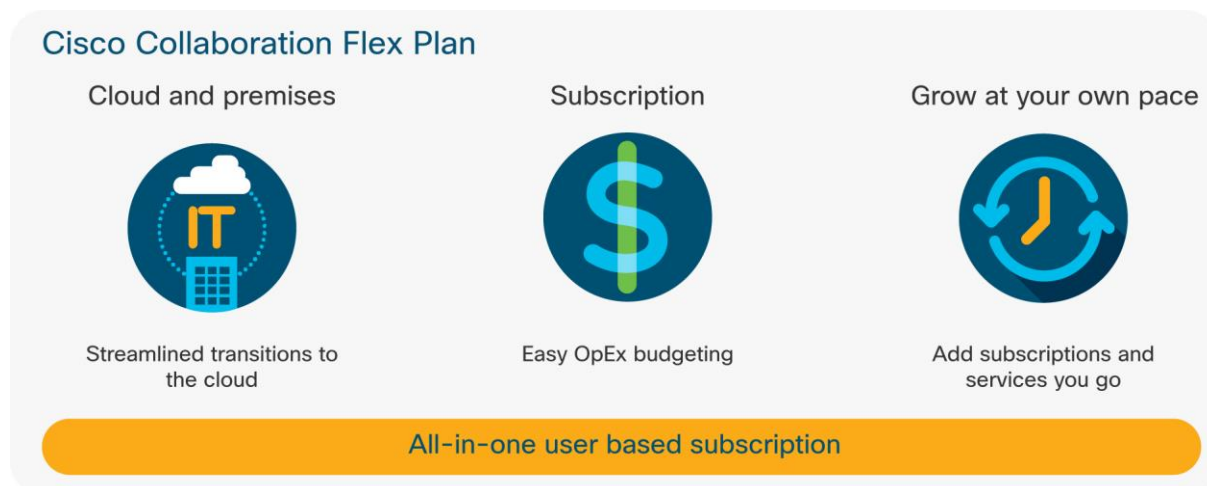 Cisco Collaboration Flex Plan
Cloud and premises
Subscription
Grow at your own pace
IT
$
Streamlined transitions to
the cloud
Easy OpEx budgeting
Add subscriptions and
services you go
All-in-one user based subscription